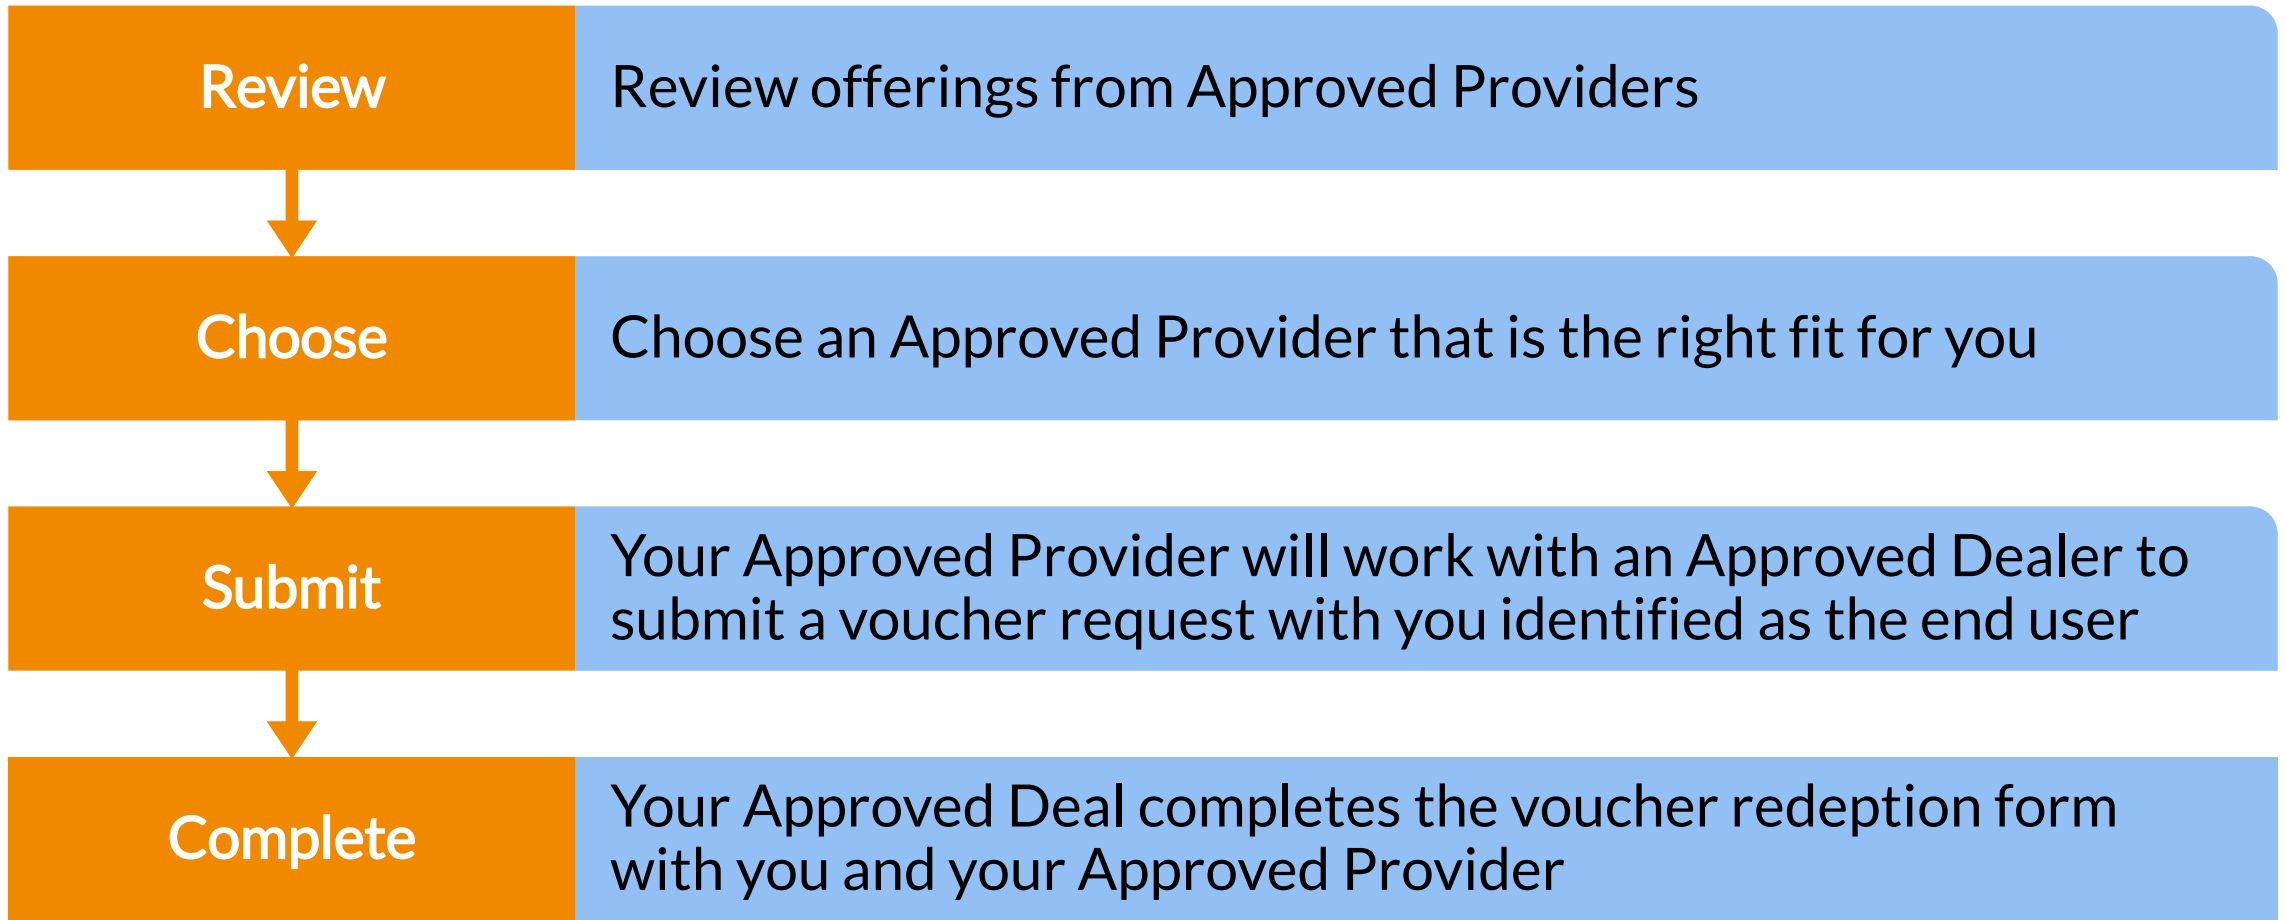 Review
Review offerings from Approved Providers
Choose
Choose an Approved Provider that is the right fit for you
Submit
Your Approved Provider will work with an Approved Dealer to
submit a voucher request with you identified as the end user
Complete
Your Approved Deal completes the voucher redeption form
with you and your Approved Provider